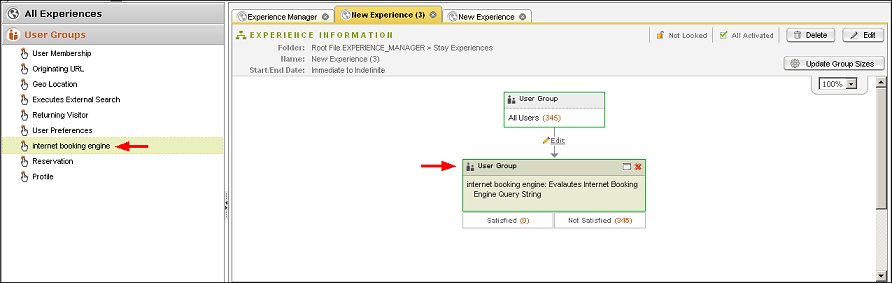 All Experiences
User Groups
User Membership
Originating URL
Geo Location
Executes External Search
Returning Visitor
User Preferences
internet booking engine
Reservation
Profile
Experience Manager
New Experience (3)
New Experience
EXPERIENCE INFORMATION
Not Locked
All Activated
Delete
Edit
Folder: Root File EXPERIENCE_MANAGER > Stay Experiences
Name: New Experience (3)
Start/End Date: Immediate to Indefinite
Update Group Sizes
100%
User Group
All Users (345)
Edit
User Group
internet booking engine: Evalautes Internet Booking
Engine Query String
Satisfied (0)
Not Satisfied (345)